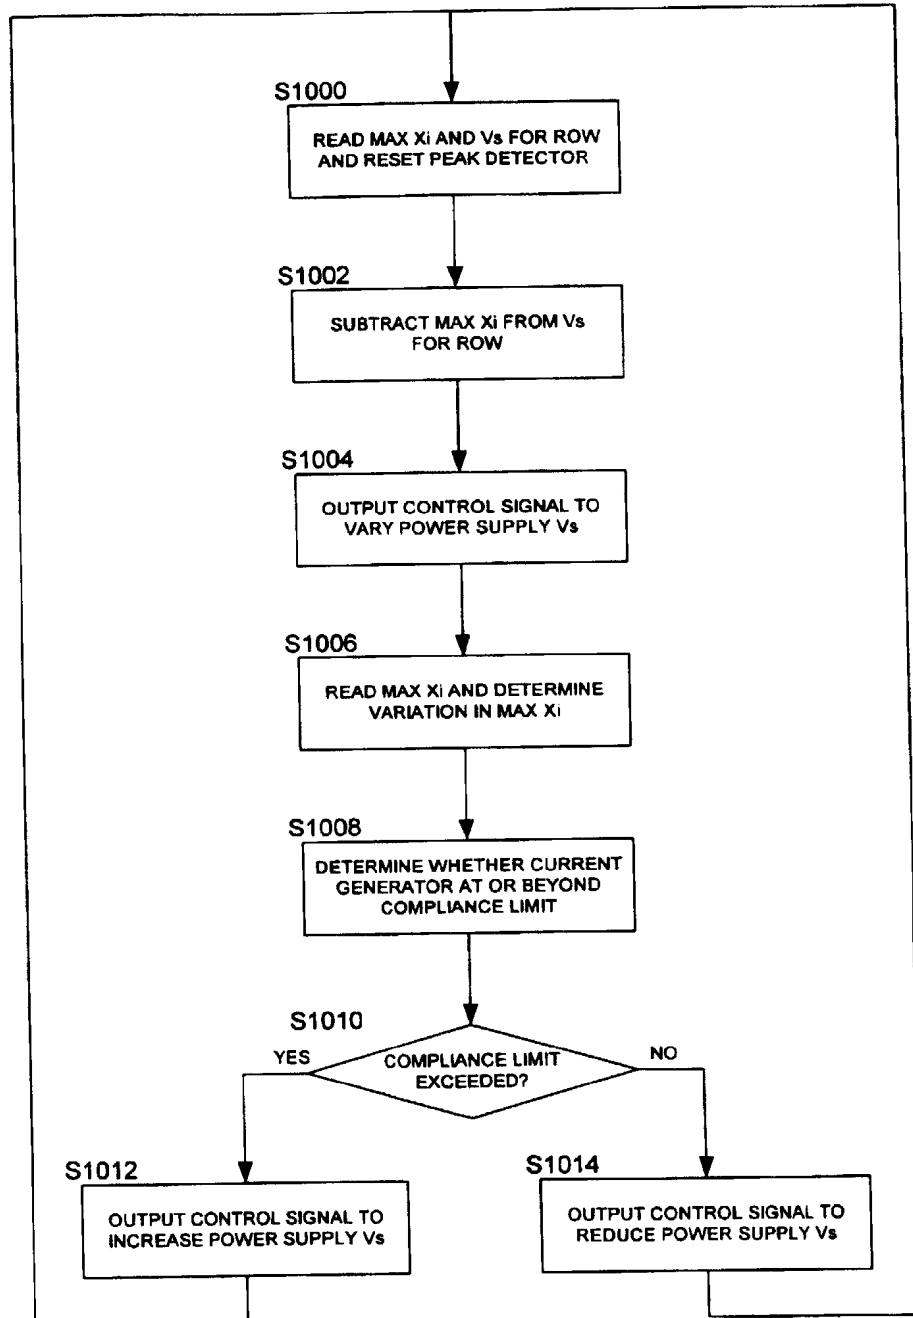 S1000
READ MAX Xi AND Vs FOR ROW
AND RESET PEAK DETECTOR
S1002
SUBTRACT MAX Xi FROM Vs
FOR ROW
S1004
OUTPUT CONTROL SIGNAL TO
VARY POWER SUPPLY Vs
S1006
READ MAX Xi AND DETERMINE
VARIATION IN MAX Xi
S1008
DETERMINE WHETHER CURRENT
GENERATOR AT OR BEYOND
COMPLIANCE LIMIT
S1010
YES
COMPLIANCE LIMIT
EXCEEDED?
NO
S1012
OUTPUT CONTROL SIGNAL TO
INCREASE POWER SUPPLY Vs
S1014
OUTPUT CONTROL SIGNAL TO
REDUCE POWER SUPPLY Vs